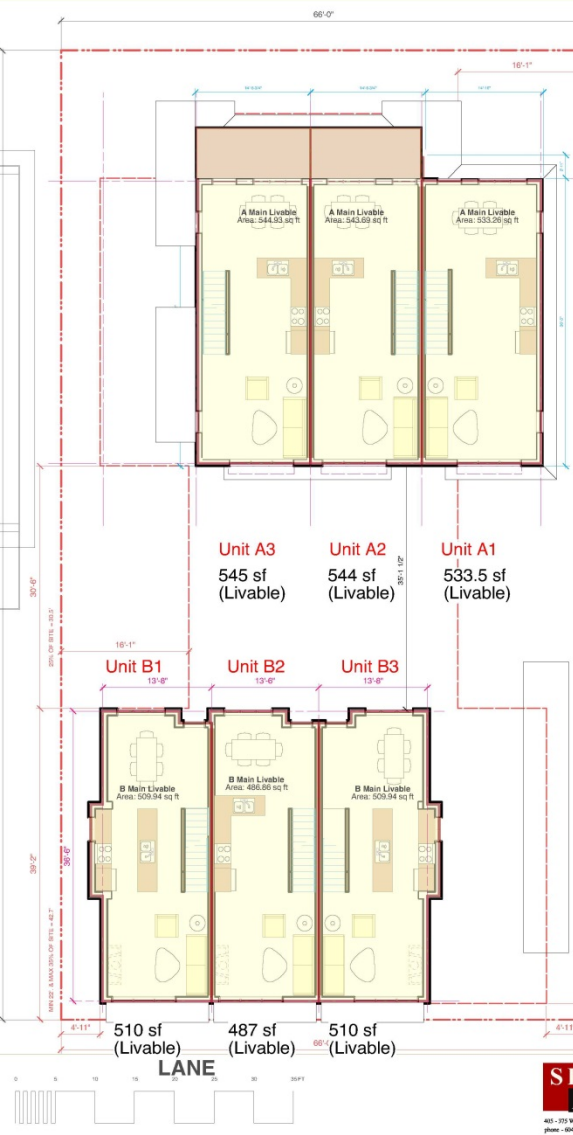 66'-0"
16'-1"
A Main Livable
Area: 544.93 sq ft
A Main Livable
Area: 543.69 sq ft
A Main Livable
Area: 533.26 sq ft
Unit A3
545 sf
(Livable)
Unit A2
544 sf
(Livable)
Unit A1
533.5 sf
(Livable)
35'-1 1/2"
30'-6"
16'-1"
Unit B1
13'-8"
Unit B2
13'-6"
Unit B3
13'-8"
B Main Livable
Area: 509.94 sq ft
B Main Livable
Area: 486.86 sq ft
B Main Livable
Area: 509.94 sq ft
39'-2"
36'-6"
4'-11"
510 sf
(Livable)
487 sf
(Livable)
510 sf
(Livable)
4'-11"
LANE
0 5 10 15 20 25 30 35FT